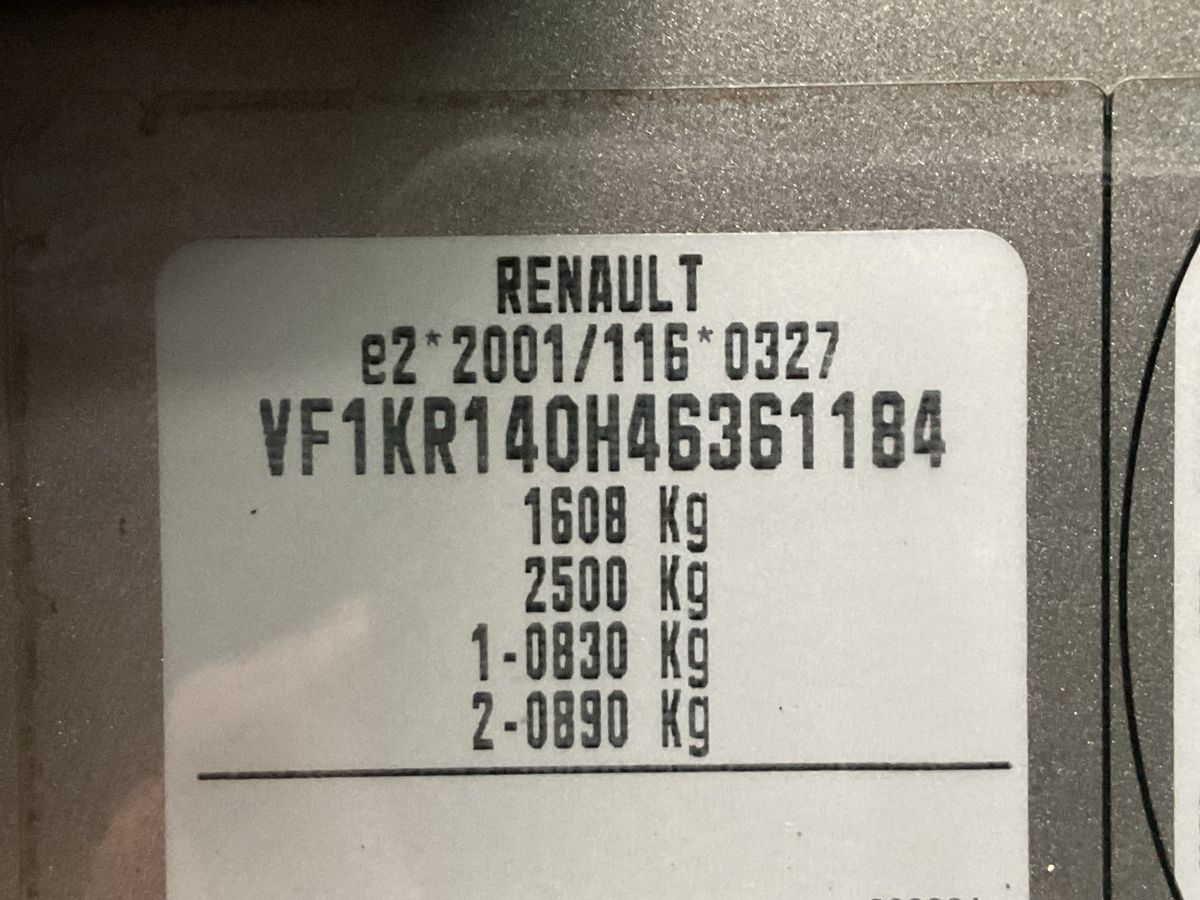 RENAULT
e2*2001/116*0327
VF1KR140H46361184
1608 Kg
2500 Kg
1-0830 Kg
2-0890 Kg